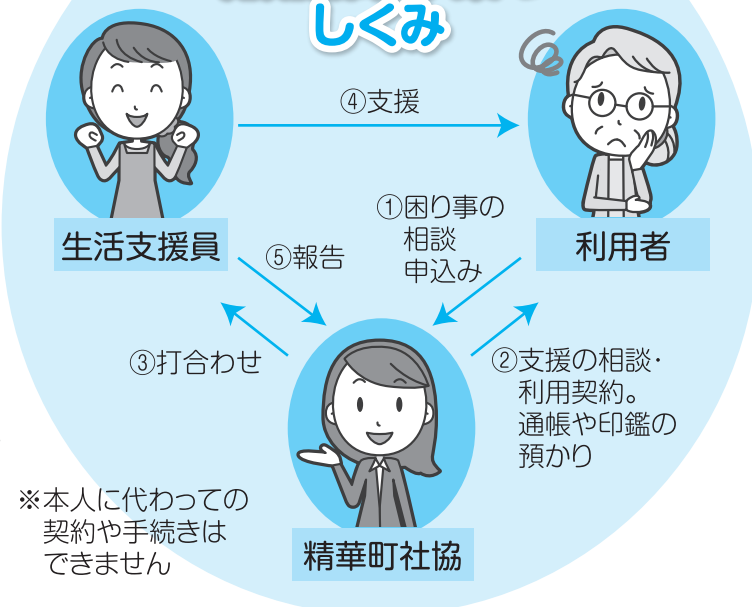 しくみ
④支援
生活支援員
利用者
①困り事の
相談
申込み
⑤報告
③打合わせ
②支援の相談・
利用契約。
通帳や印鑑の
預かり
※本人に代わっての
契約や手続きは
できません
精華町社協